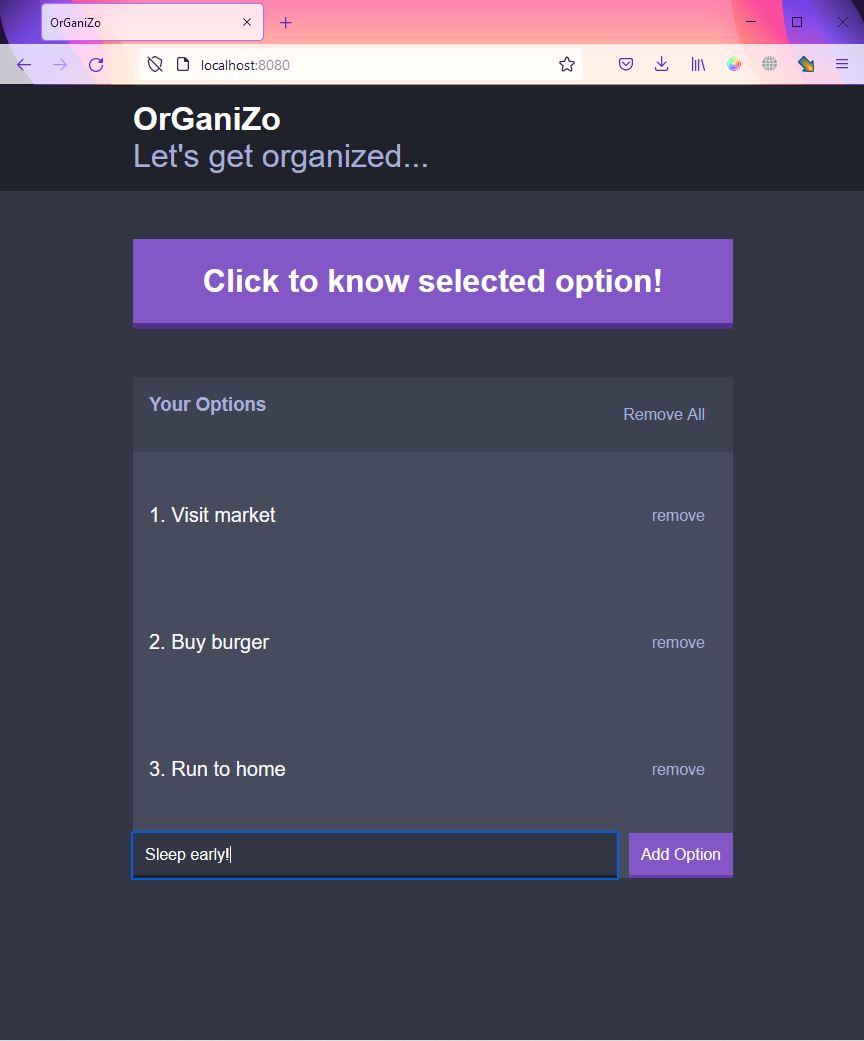 OrGaniZo
localhost:8080
OrGaniZo
Let's get organized...
Click to know selected option!
Your Options
Remove All
1. Visit market
remove
2. Buy burger
remove
3. Run to home
remove
Sleep early!
Add Option